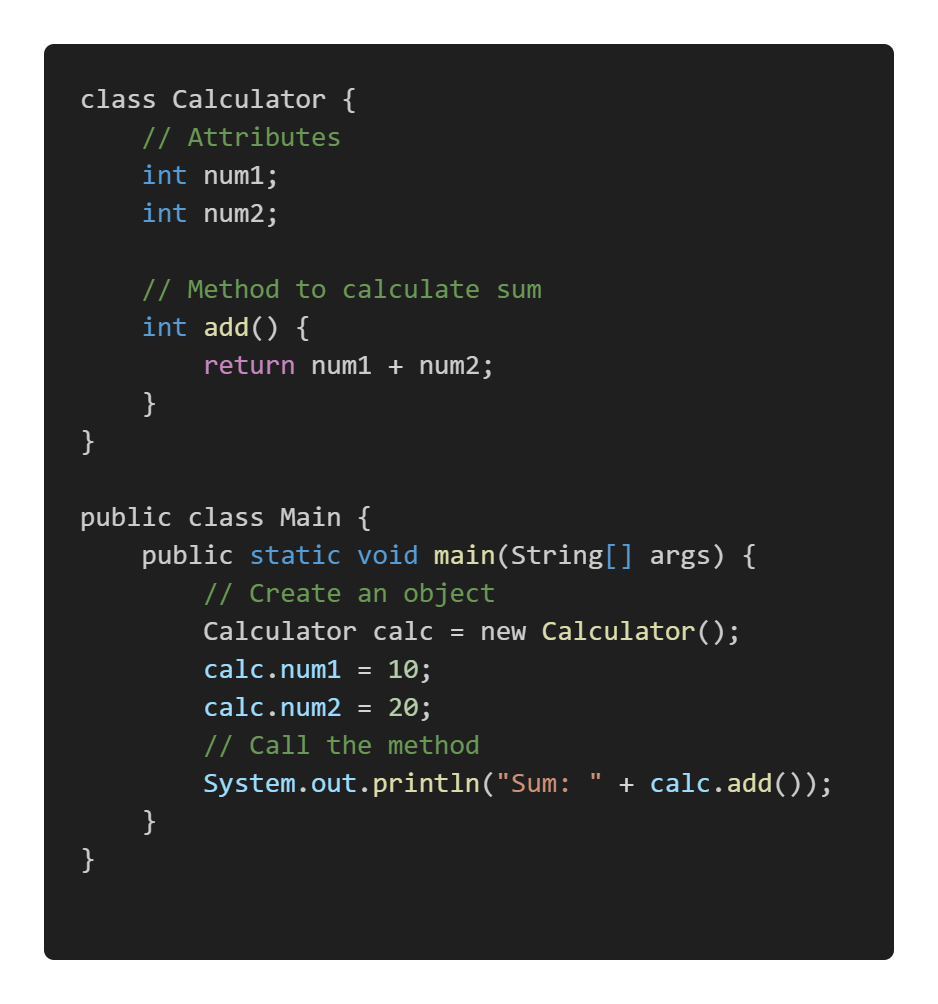 class Calculator {
    // Attributes
    int num1;
    int num2;

    // Method to calculate sum
    int add() {
        return num1 + num2;
    }
}

public class Main {
    public static void main(String[] args) {
        // Create an object
        Calculator calc = new Calculator();
        calc.num1 = 10;
        calc.num2 = 20;
        // Call the method
        System.out.println("Sum: " + calc.add());
    }
}